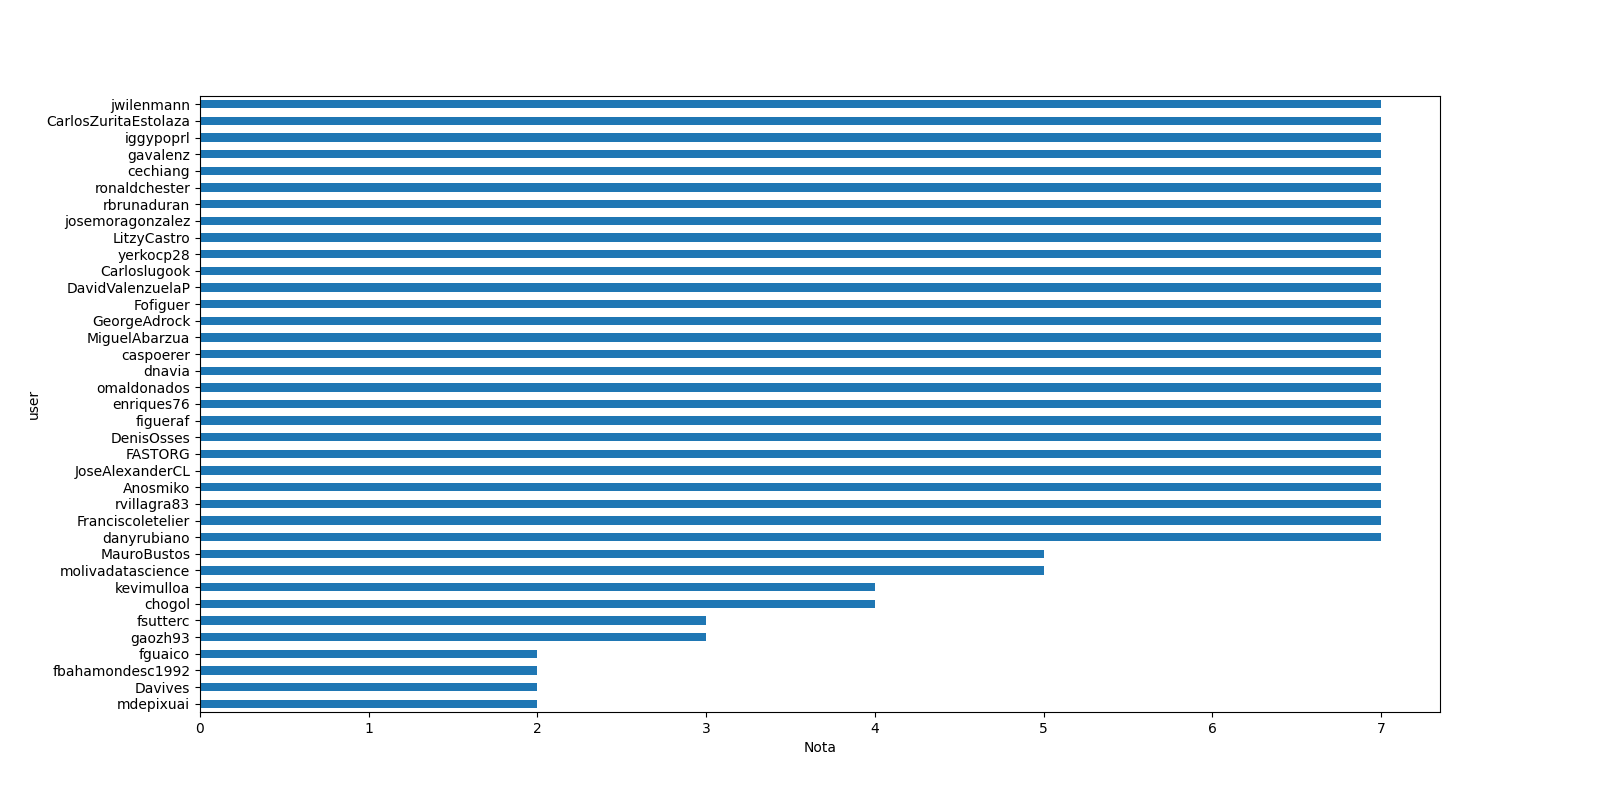 jwilenmann
CarlosZuritaEstolaza
iggypoprl
gavalenz
cechiang
ronaldchester
rbrunaduran
josemoragonzalez
LitzyCastro
yerkocp28
Carloslugook
DavidValenzuelaP
Fofiguer
GeorgeAdrock
MiguelAbarzua
caspoerer
dnavia
omaldonados
enriques76
figueraf
DenisOsses
FASTORG
JoseAlexanderCL
Anosmiko
rvillagra83
Franciscoletelier
danyrubiano
MauroBustos
molivadatascience
kevimulloa
chogol
fsutterc
gaozh93
fguaico
fbahamondesc1992
Davives
mdepixuai
user
0 1 2 3 4 5 6 7
Nota